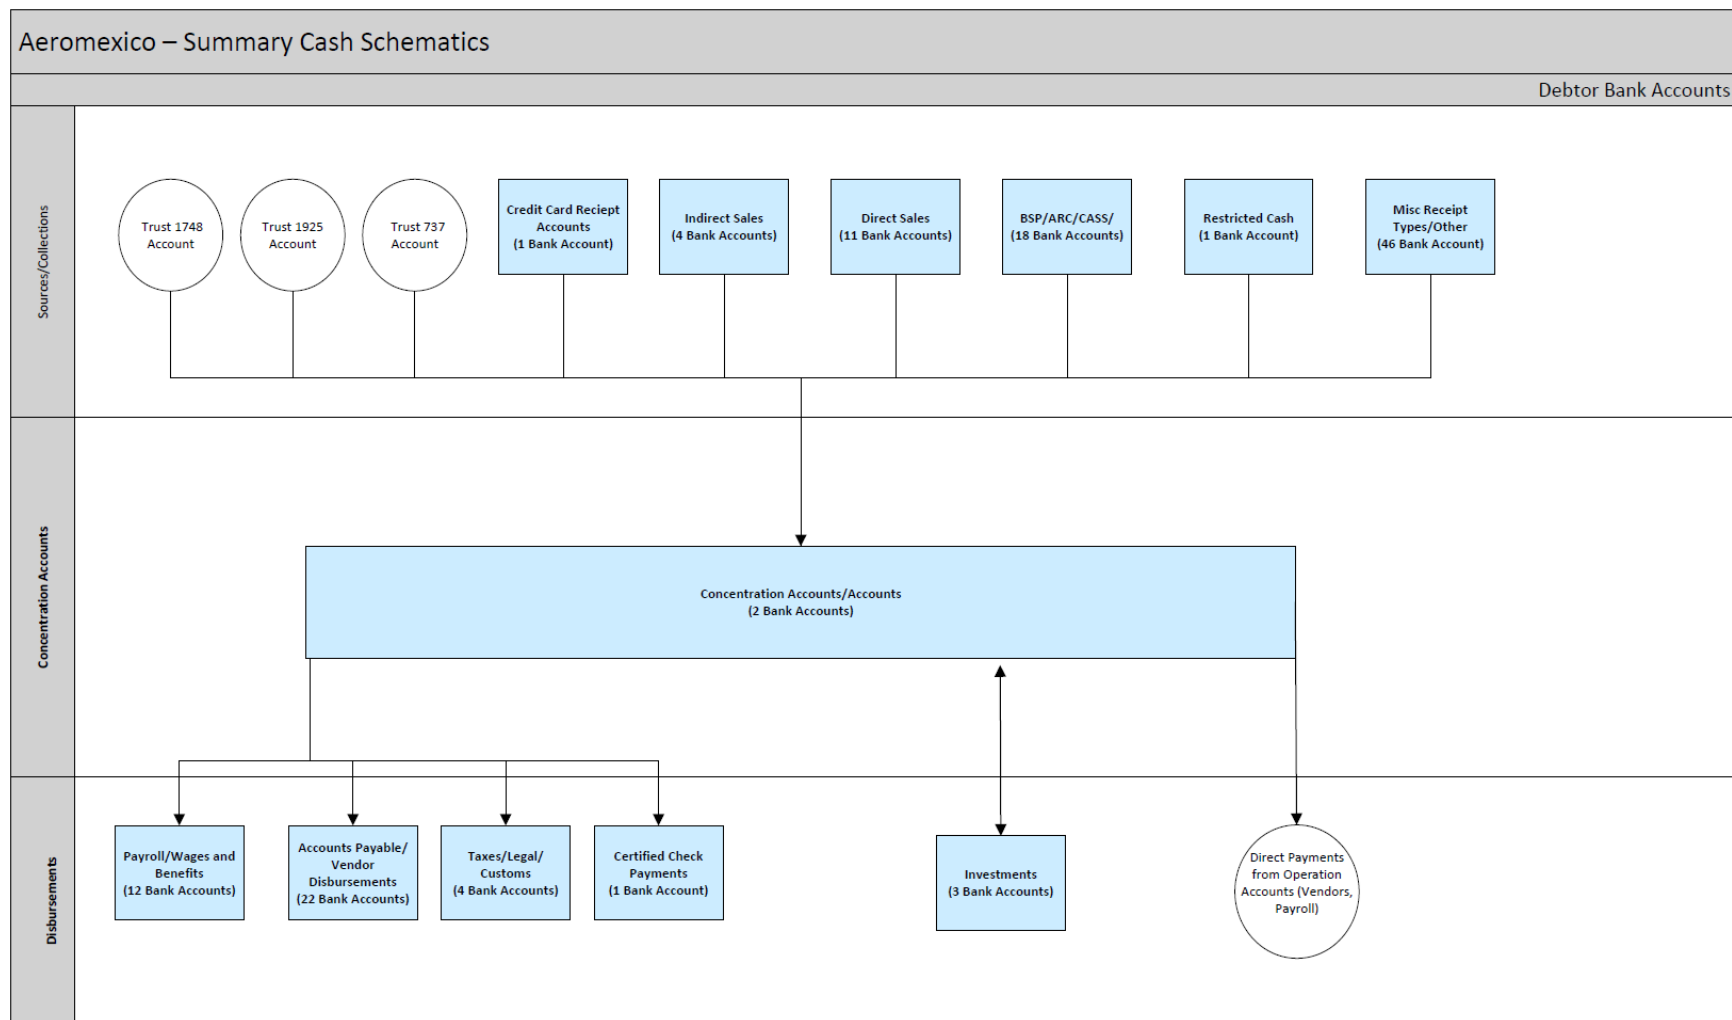 Aeromexico – Summary Cash Schematics
Debtor Bank Accounts
Sources/Collections
Trust 1748
Account
Trust 1925
Account
Trust 737
Account
Credit Card Reciept
Accounts
(1 Bank Account)
Indirect Sales
(4 Bank Accounts)
Direct Sales
(11 Bank Accounts)
BSP/ARC/CASS/
(18 Bank Accounts)
Restricted Cash
(1 Bank Account)
Misc Receipt
Types/Other
(46 Bank Account)
Concentration Accounts
Concentration Accounts/Accounts
(2 Bank Accounts)
Disbursements
Payroll/Wages and
Benefits
(12 Bank Accounts)
Accounts Payable/
Vendor
Disbursements
(22 Bank Accounts)
Taxes/Legal/
Customs
(4 Bank Accounts)
Certified Check
Payments
(1 Bank Account)
Investments
(3 Bank Accounts)
Direct Payments
from Operation
Accounts (Vendors,
Payroll)